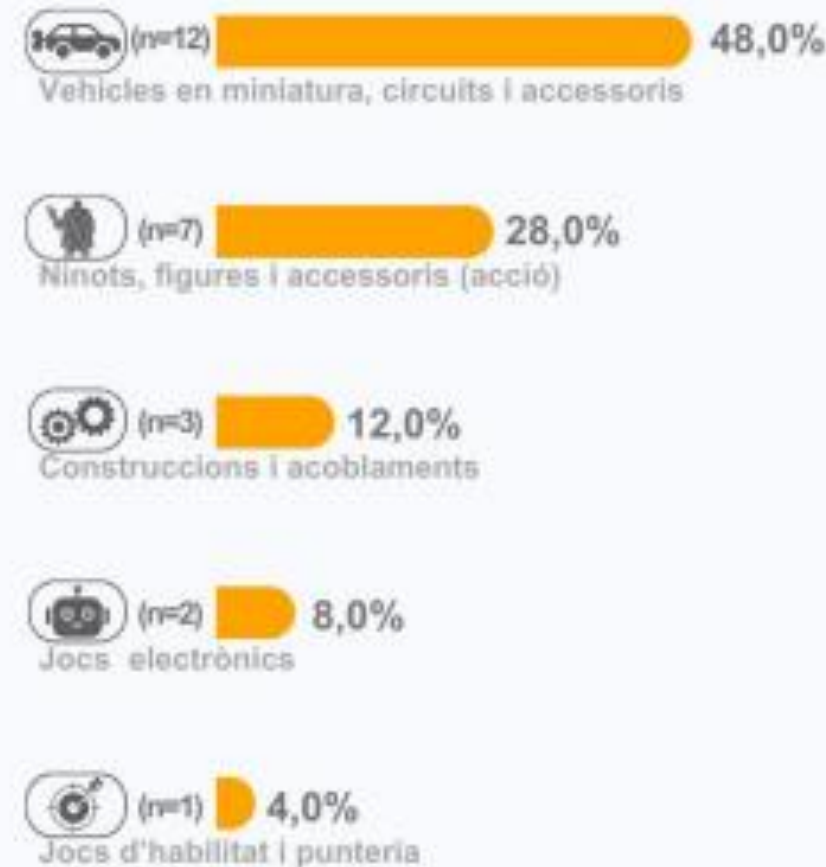 (n=12) 48,0%
Vehicles en miniatura, circuits i accessoris
(n=7) 28,0%
Ninots, figures i accessoris (acció)
(n=3) 12,0%
Construccions i acoblaments
(n=2) 8,0%
Jocs electrònics
(n=1) 4,0%
Jocs d'habilitat i punteria